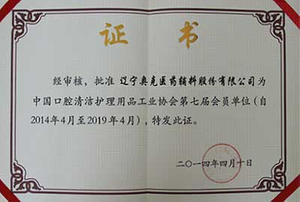 证书
经审核，批准 辽宁奥克医药辅料股份有限公司为
中国口腔清洁护理用品工业协会第七届会员单位（自
2014年4月至2019年4月），特发此证。
二〇一四年四月十日